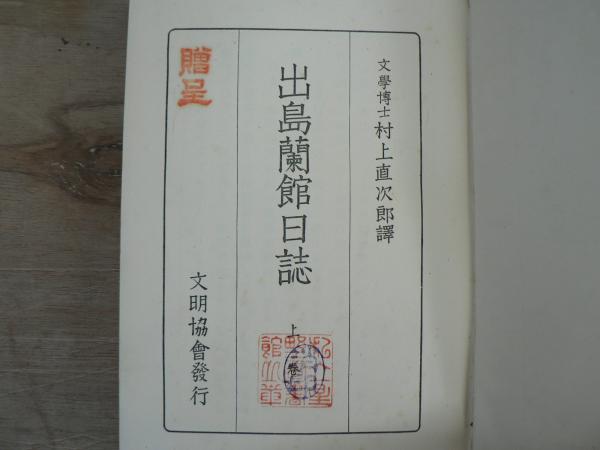 文學博士 村上直次郎譯
出島蘭館日誌
上卷
贈呈
文明協會發行